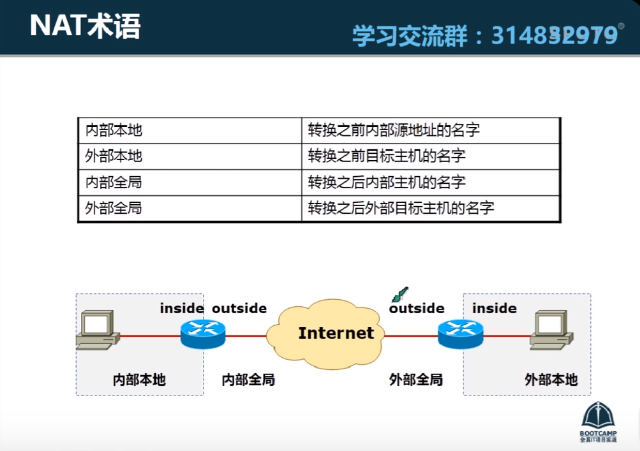 NAT术语
学习交流群：314832979
内部本地 转换之前内部源地址的名字
外部本地 转换之前目标主机的名字
内部全局 转换之后内部主机的名字
外部全局 转换之后外部目标主机的名字
inside outside Internet outside inside
内部本地 内部全局 外部全局 外部本地
BOOTCAMP